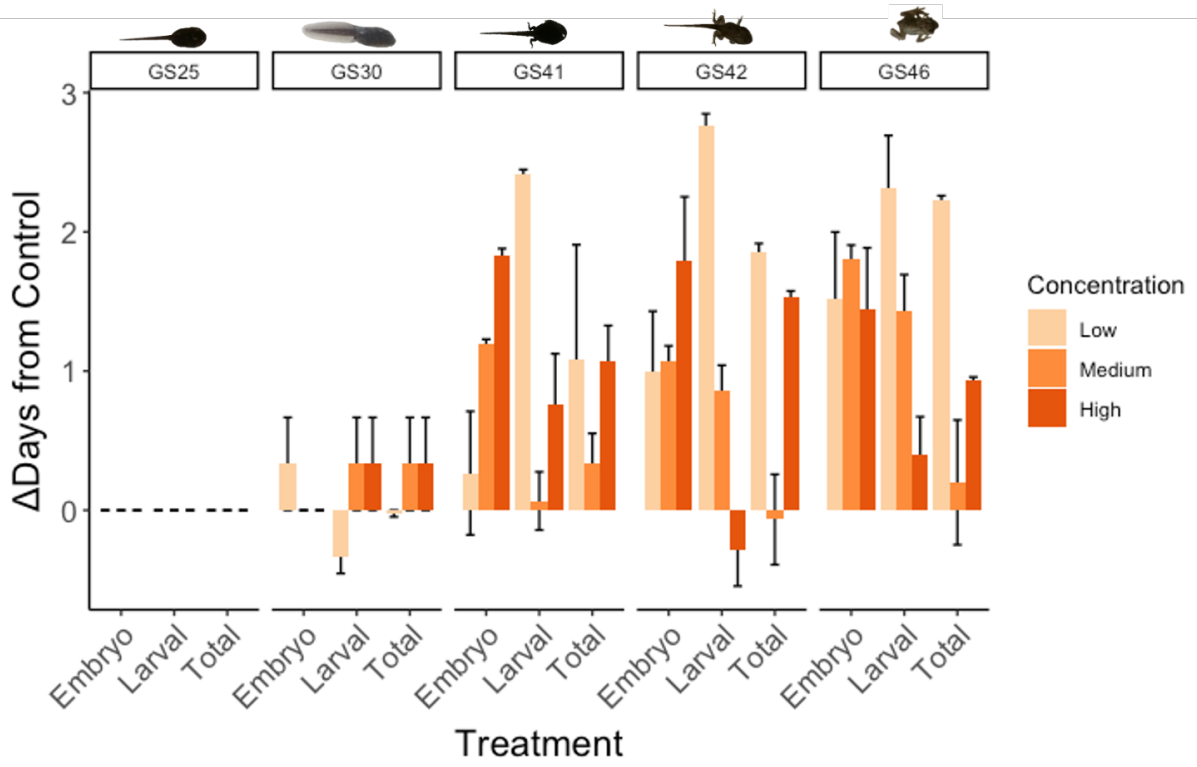 GS25 GS30 GS41 GS42 GS46
3
2
1
0
ΔDays from Control
Embryo Larval Total Embryo Larval Total Embryo Larval Total Embryo Larval Total Embryo Larval Total
Treatment
Concentration
Low
Medium
High